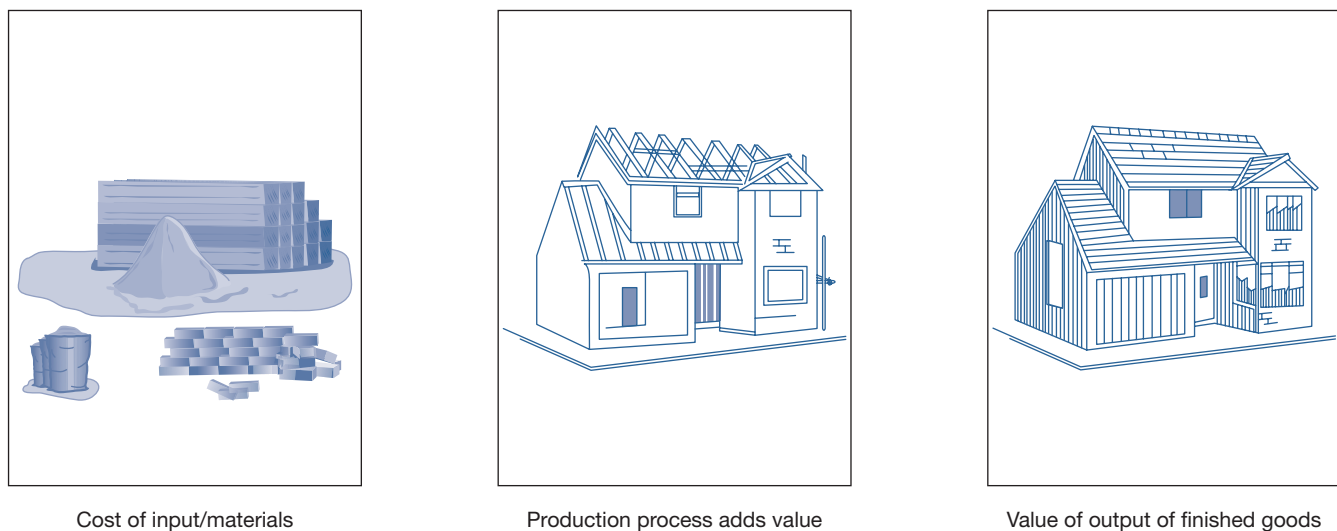 Cost of input/materials
Production process adds value
Value of output of finished goods